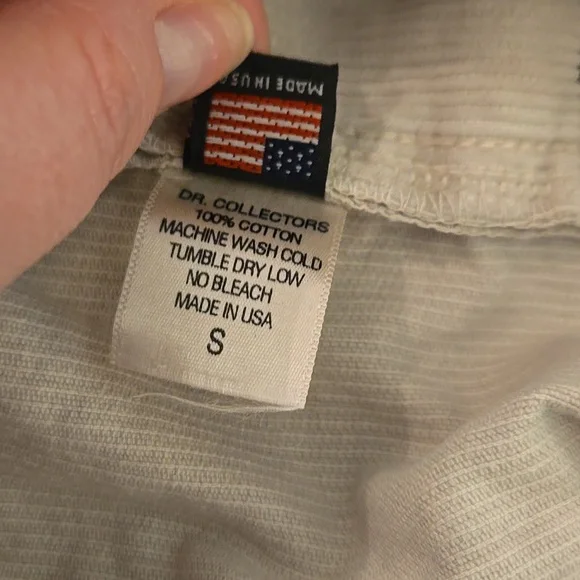 MADE IN USA
DR. COLLECTORS
100% COTTON
MACHINE WASH COLD
TUMBLE DRY LOW
NO BLEACH
MADE IN USA
S